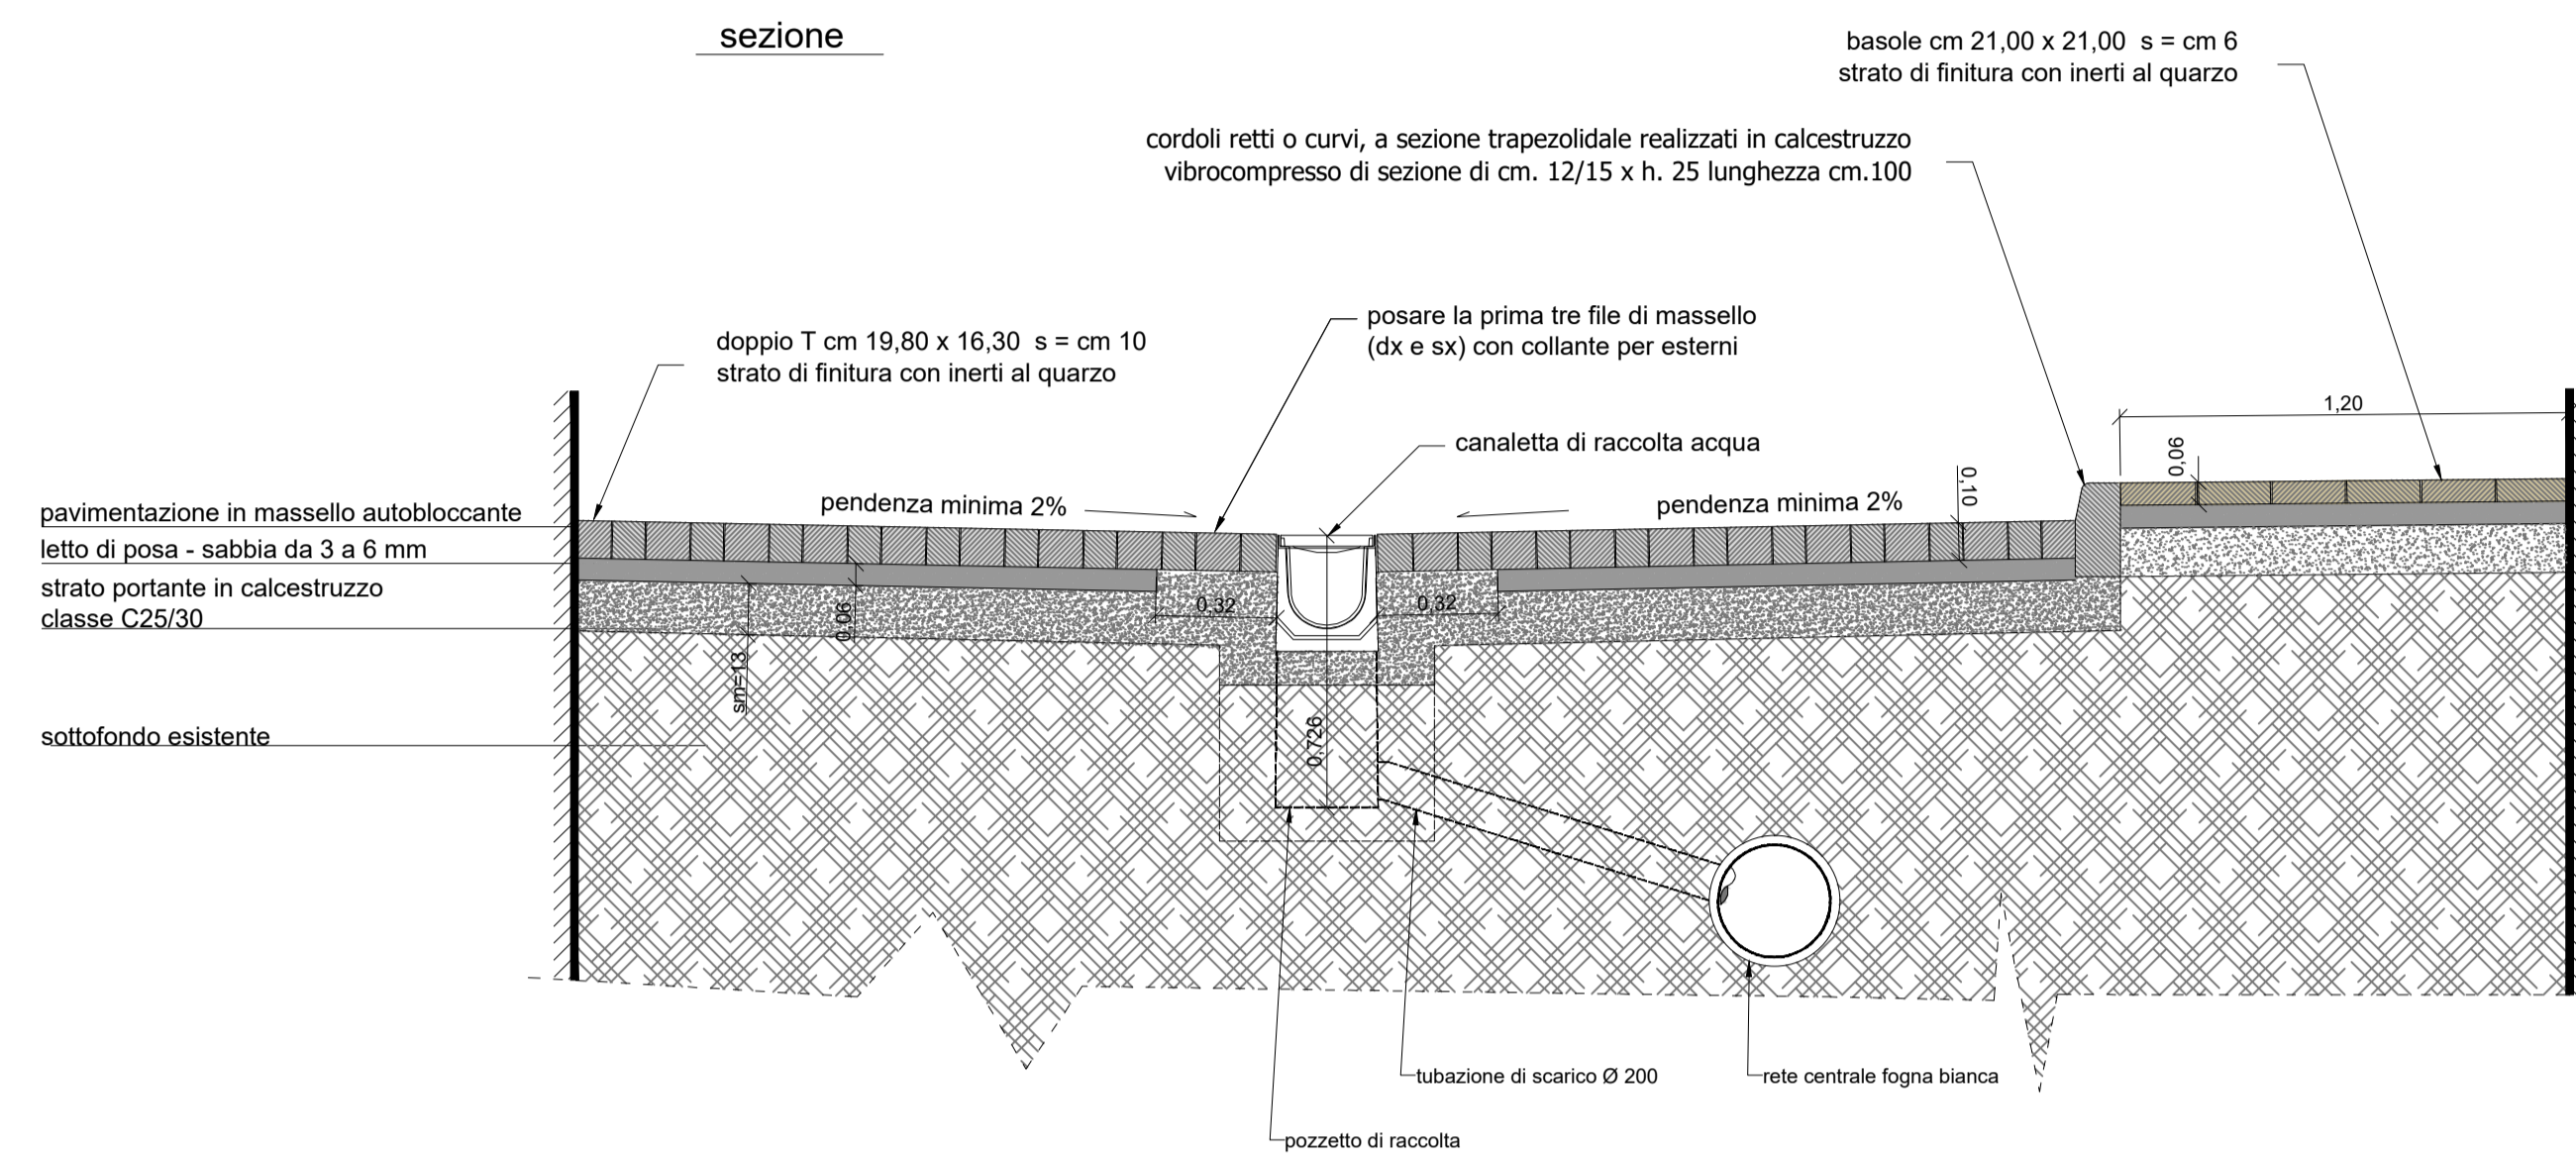 sezione
basole cm 21,00 x 21,00 s = cm 6
strato di finitura con inerti al quarzo
cordoli retti o curvi, a sezione trapezolidale realizzati in calcestruzzo
vibrocompresso di sezione di cm. 12/15 x h. 25 lunghezza cm.100
posare la prima tre file di massello
(dx e sx) con collante per esterni
doppio T cm 19,80 x 16,30 s = cm 10
strato di finitura con inerti al quarzo
1,20
canaletta di raccolta acqua
0,06
0,10
pendenza minima 2%
pendenza minima 2%
pavimentazione in massello autobloccante
letto di posa - sabbia da 3 a 6 mm
strato portante in calcestruzzo
classe C25/30
0,06
0,32
0,32
sm=13
sottofondo esistente
0,726
tubazione di scarico Ø 200
rete centrale fogna bianca
pozzetto di raccolta